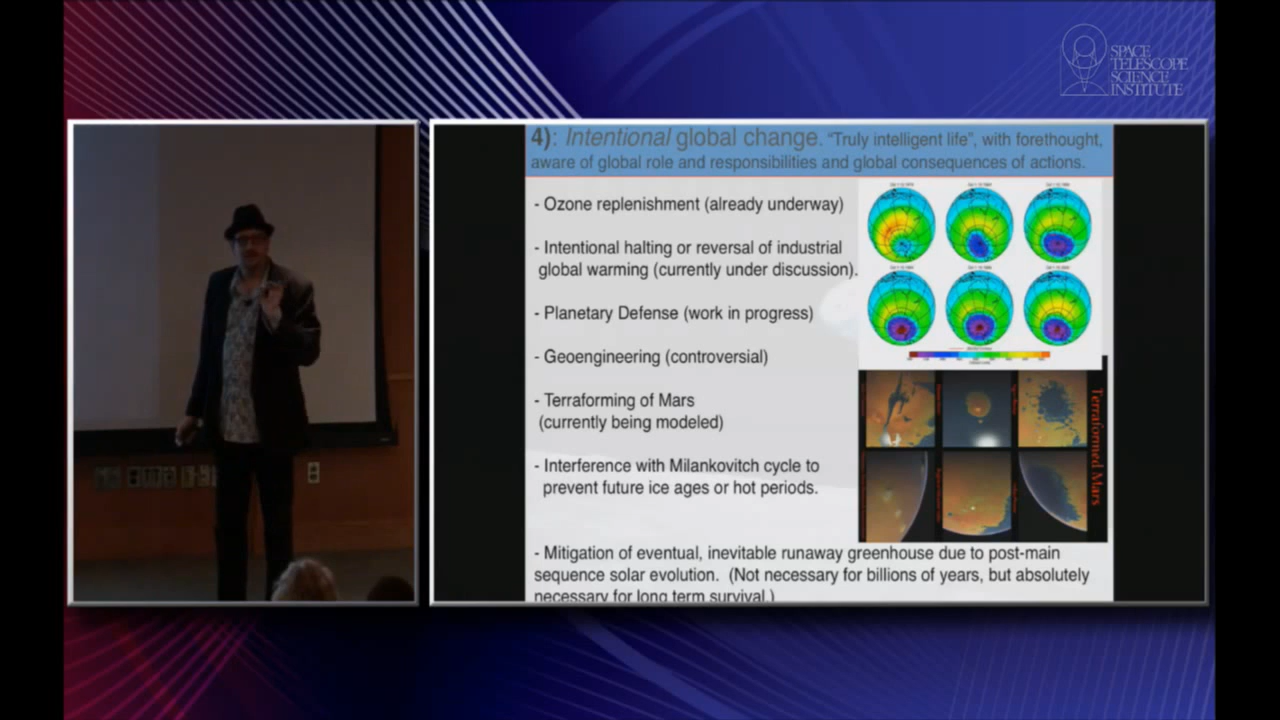 SPACE
TELESCOPE
SCIENCE
INSTITUTE
4): Intentional global change. “Truly intelligent life”, with forethought,
aware of global role and responsibilities and global consequences of actions.
- Ozone replenishment (already underway)
- Intentional halting or reversal of industrial
global warming (currently under discussion).
- Planetary Defense (work in progress)
- Geoengineering (controversial)
- Terraforming of Mars
(currently being modeled)
- Interference with Milankovitch cycle to
prevent future ice ages or hot periods.
Terraformed Mars
- Mitigation of eventual, inevitable runaway greenhouse due to post-main
sequence solar evolution. (Not necessary for billions of years, but absolutely
necessary for long term survival.)